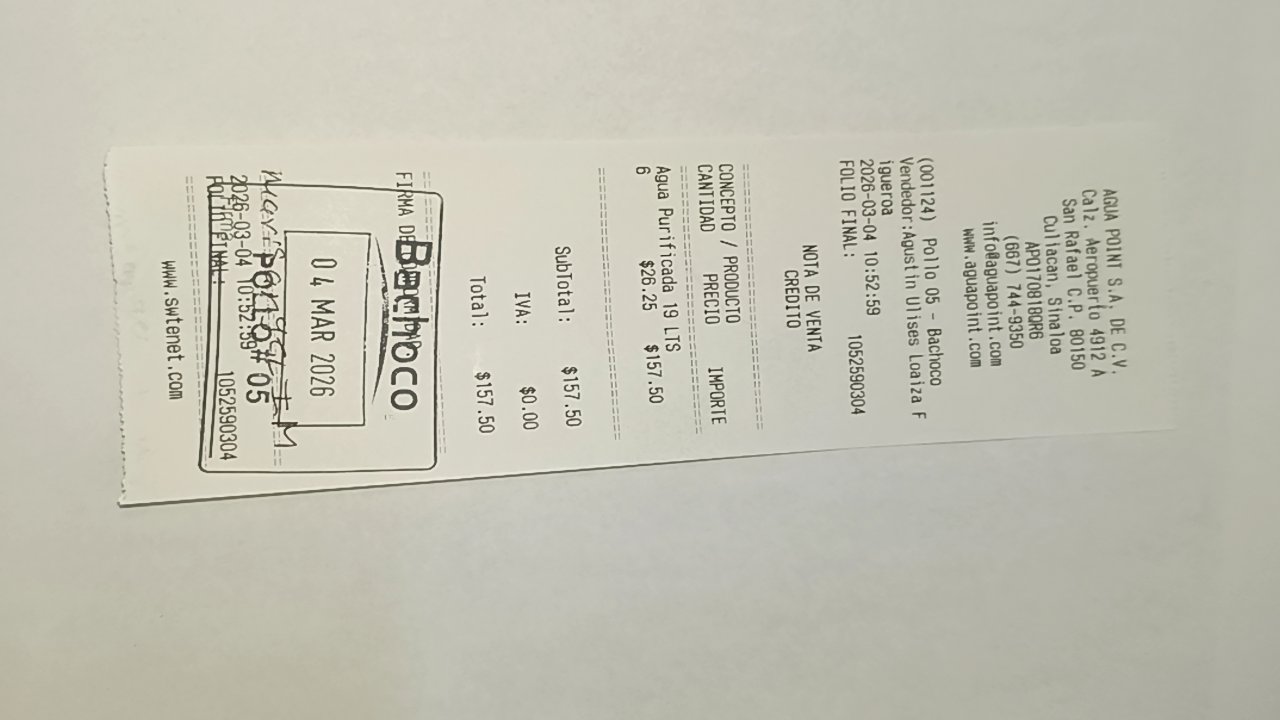 AGUA POINT S.A. DE C.V.
Calz. Aeropuerto 4912 A
San Rafael C.P. 80150
Culiacan, Sinaloa
APO170818QR6
(667) 744-9350
info@aguapoint.com
www.aguapoint.com
(001124) Pollo 05 - Bachoco
Vendedor:Agustin Ulises Loaiza F
igueroa
2026-03-04 10:52:59
FOLIO FINAL: 1052590304
NOTA DE VENTA
CREDITO
CONCEPTO / PRODUCTO
CANTIDAD PRECIO IMPORTE
Agua Purificada 19 LTS
6 $26.25 $157.50
SubTotal: $157.50
IVA: $0.00
Total: $157.50
FIRMA DE
Bachoco
04 MAR 2026
Pollo# 05
2026-03-04 10:52:59
FOLIO FINAL: 1052590304
www.swtenet.com